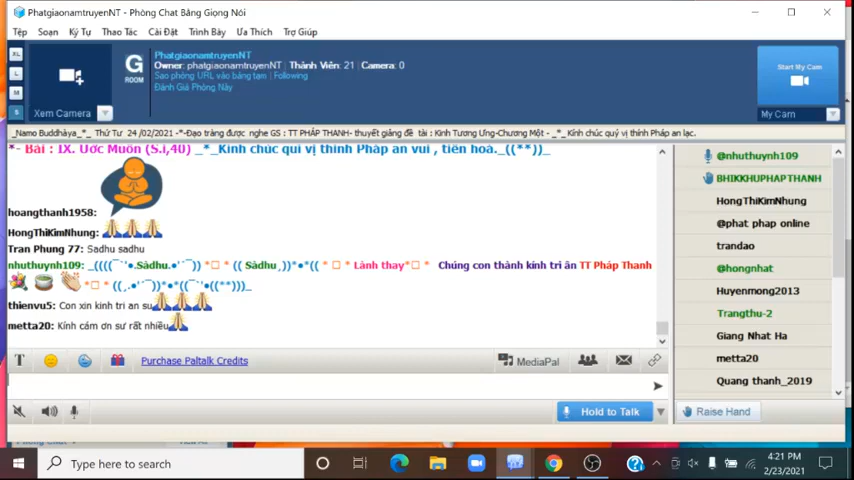 PhatgiaonamtruyenNT - Phòng Chat Bằng Giọng Nói
Tệp Soạn Ký Tự Thao Tác Cài Đặt Trình Bày Ưa Thích Trợ Giúp
XL
L
M
S
Xem Camera
G
ROOM
PhatgiaonamtruyenNT
Owner: phatgiaonamtruyenNT | Thành Viên: 21 | Camera: 0
Sao phòng URL vào bảng tạm | Following
Đánh Giá Phòng Này
Start My Cam
My Cam
_Namo Buddhàya_*_ Thứ Tư 24 /02/2021 -*-Đạo tràng được nghe GS : TT PHÁP THANH- thuyết giảng đề tài : Kinh Tương Ưng-Chương Một - _*_Kính chúc quý vị thính Pháp an lạc.
*- Bài : IX. Ước Muốn (S.i,40) _*_Kính chúc quí vị thính Pháp an vui , tiến hoá._((**))_
hoangthanh1958:
HongThiKimNhung:
Tran Phung 77: Sadhu sadhu
nhuthuynh109: _((((¯`'•.Sàdhu.•'´¯)) *□ * (( Sàdhu ,))*•*(( * □ * Lành thay*□ * Chúng con thành kính tri ân TT Pháp Thanh
*□ * ((,.•'´¯))*•*((¯`'•((**)))_
thienvu5: Con xin kinh tri an su
metta20: Kính cám ơn sư rất nhiều
@nhuthuynh109
BHIKKHUPHAPTHANH
HongThiKimNhung
@phat phap online
trandao
@hongnhat
Huyenmong2013
Trangthu-2
Giang Nhat Ha
metta20
Quang thanh_2019
T
Purchase Paltalk Credits
MediaPal
Hold to Talk
Raise Hand
Type here to search
4:21 PM
2/23/2021